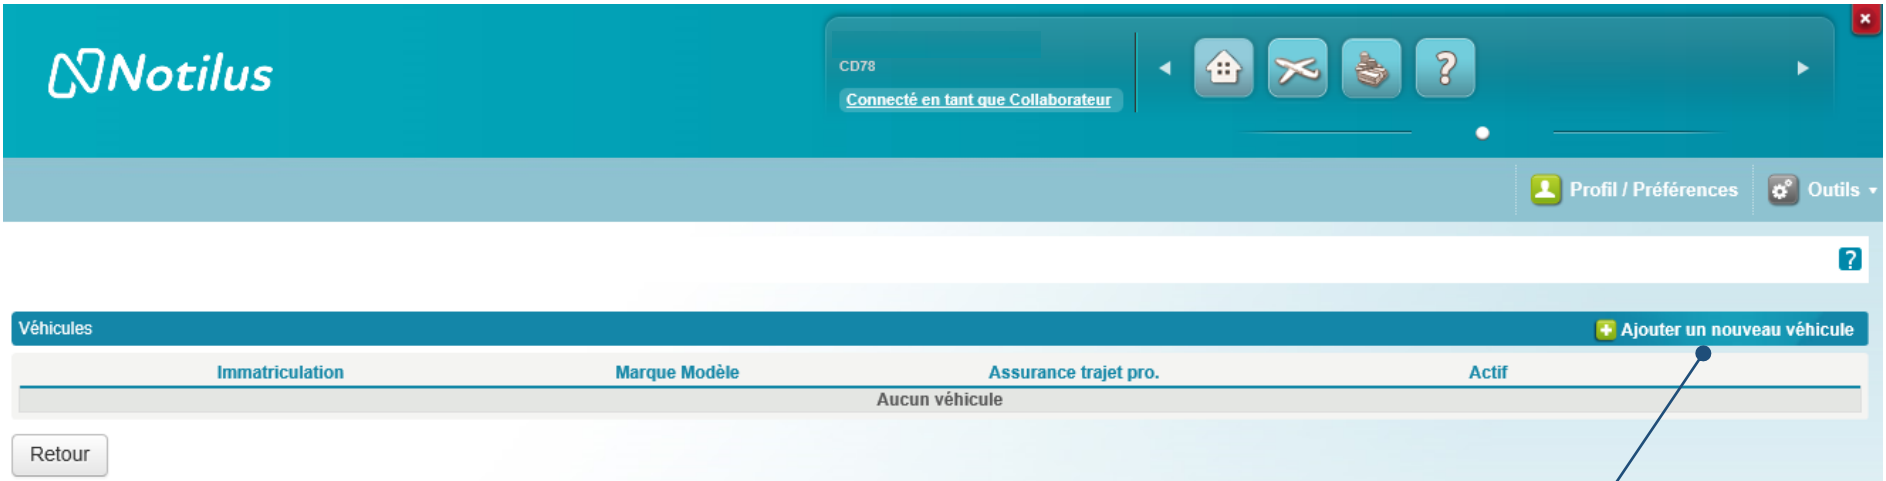 Notilus
CD78
Connecté en tant que Collaborateur
?
Profil / Préférences
Outils
?
Véhicules
Ajouter un nouveau véhicule
Immatriculation Marque Modèle Assurance trajet pro. Actif
Aucun véhicule
Retour